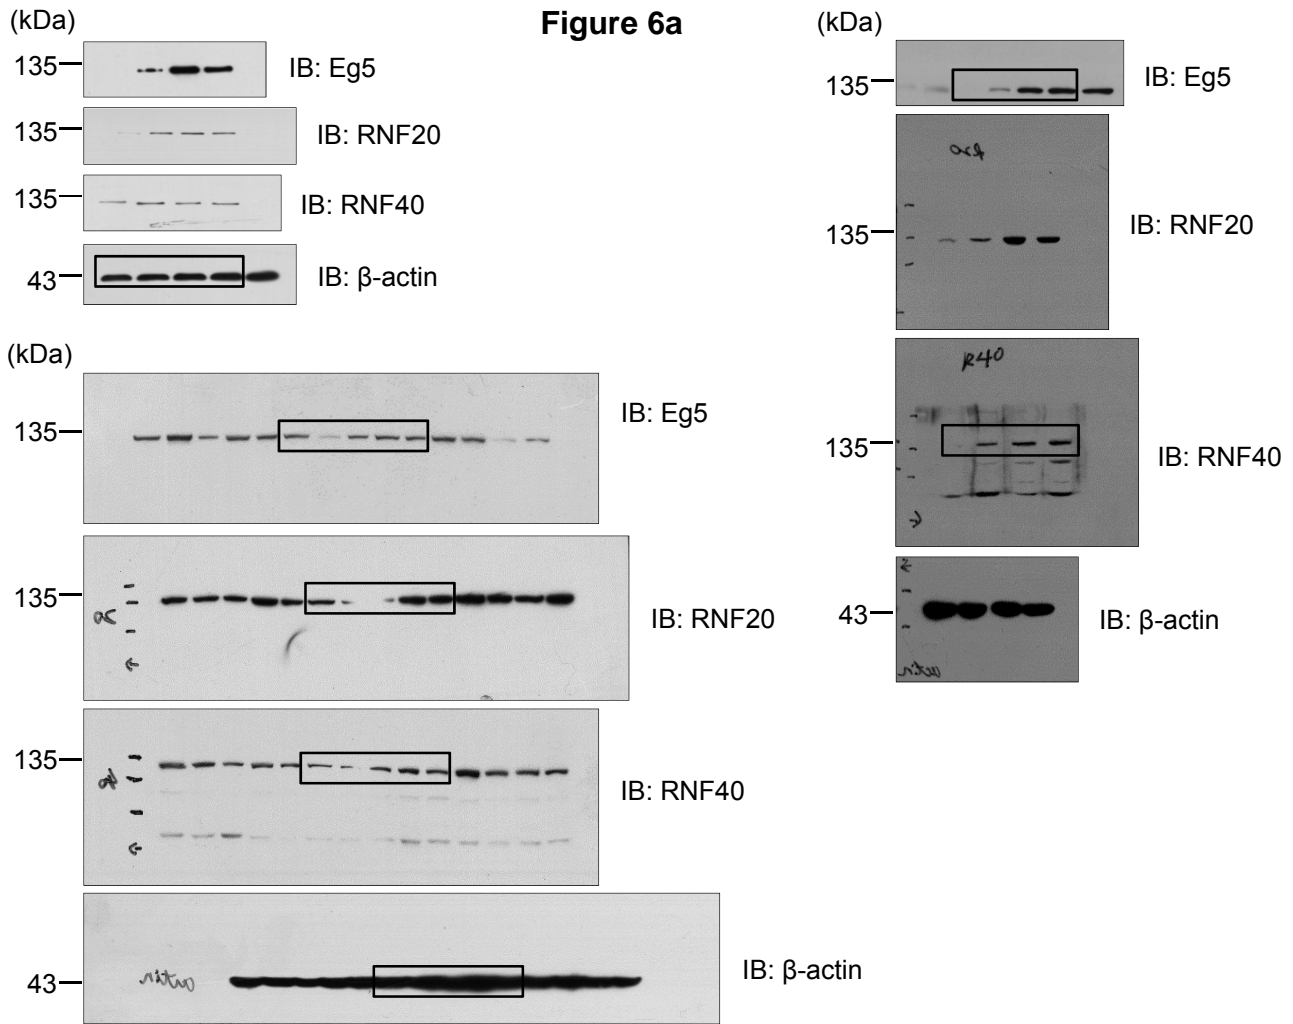 Figure 6a
(kDa)
135
IB: Eg5
135
IB: RNF20
135
IB: RNF40
43
IB: β-actin
(kDa)
135
IB: Eg5
135
IB: RNF20
135
IB: RNF40
43
actin
IB: β-actin
(kDa)
135
IB: Eg5
135
IB: RNF20
R40
135
IB: RNF40
43
actin
IB: β-actin